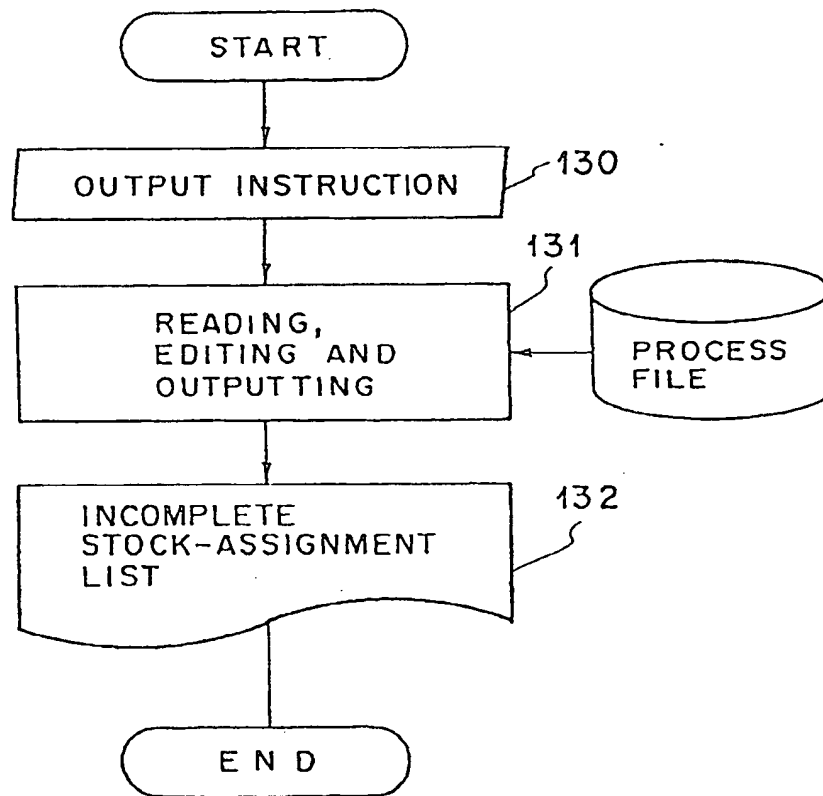 START
OUTPUT INSTRUCTION
130
131
READING,
EDITING AND
OUTPUTTING
PROCESS
FILE
132
INCOMPLETE
STOCK-ASSIGNMENT
LIST
END